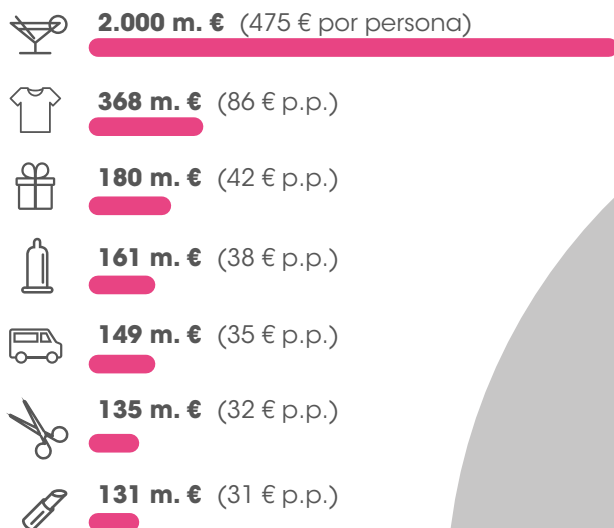 2.000 m. € (475 € por persona)
368 m. € (86 € p.p.)
180 m. € (42 € p.p.)
161 m. € (38 € p.p.)
149 m. € (35 € p.p.)
135 m. € (32 € p.p.)
131 m. € (31 € p.p.)